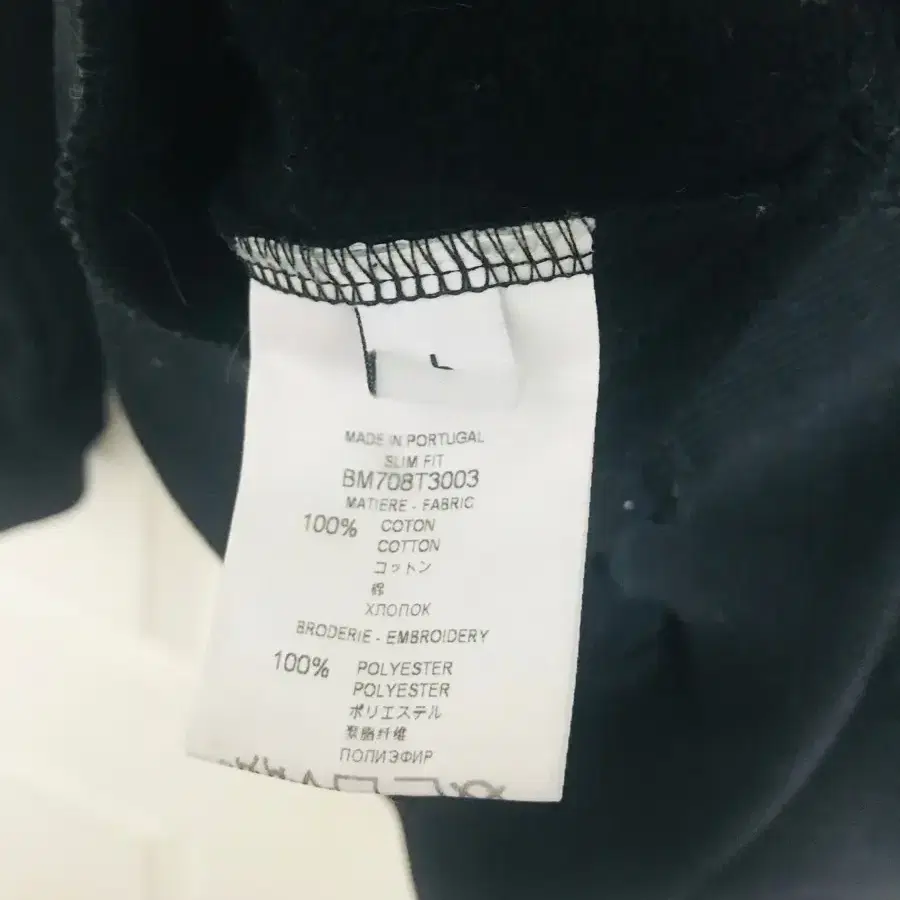 L
MADE IN PORTUGAL
SLIM FIT
BM708T3003
MATIERE - FABRIC
100% COTON
COTTON
コットン
棉
ХЛОПОК
BRODERIE - EMBROIDERY
100% POLYESTER
POLYESTER
ポリエステル
聚脂纤维
ПОЛИЭФИР